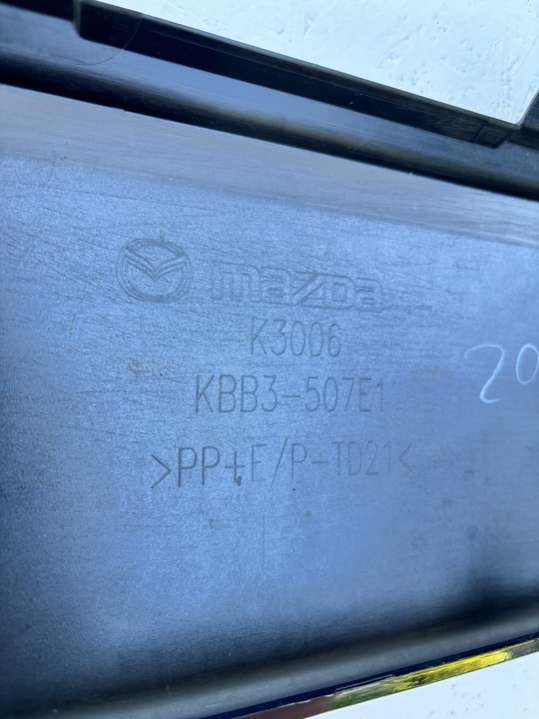 mazda
K3006
KBB3-507E1
>PP+E/P-TD21<
20